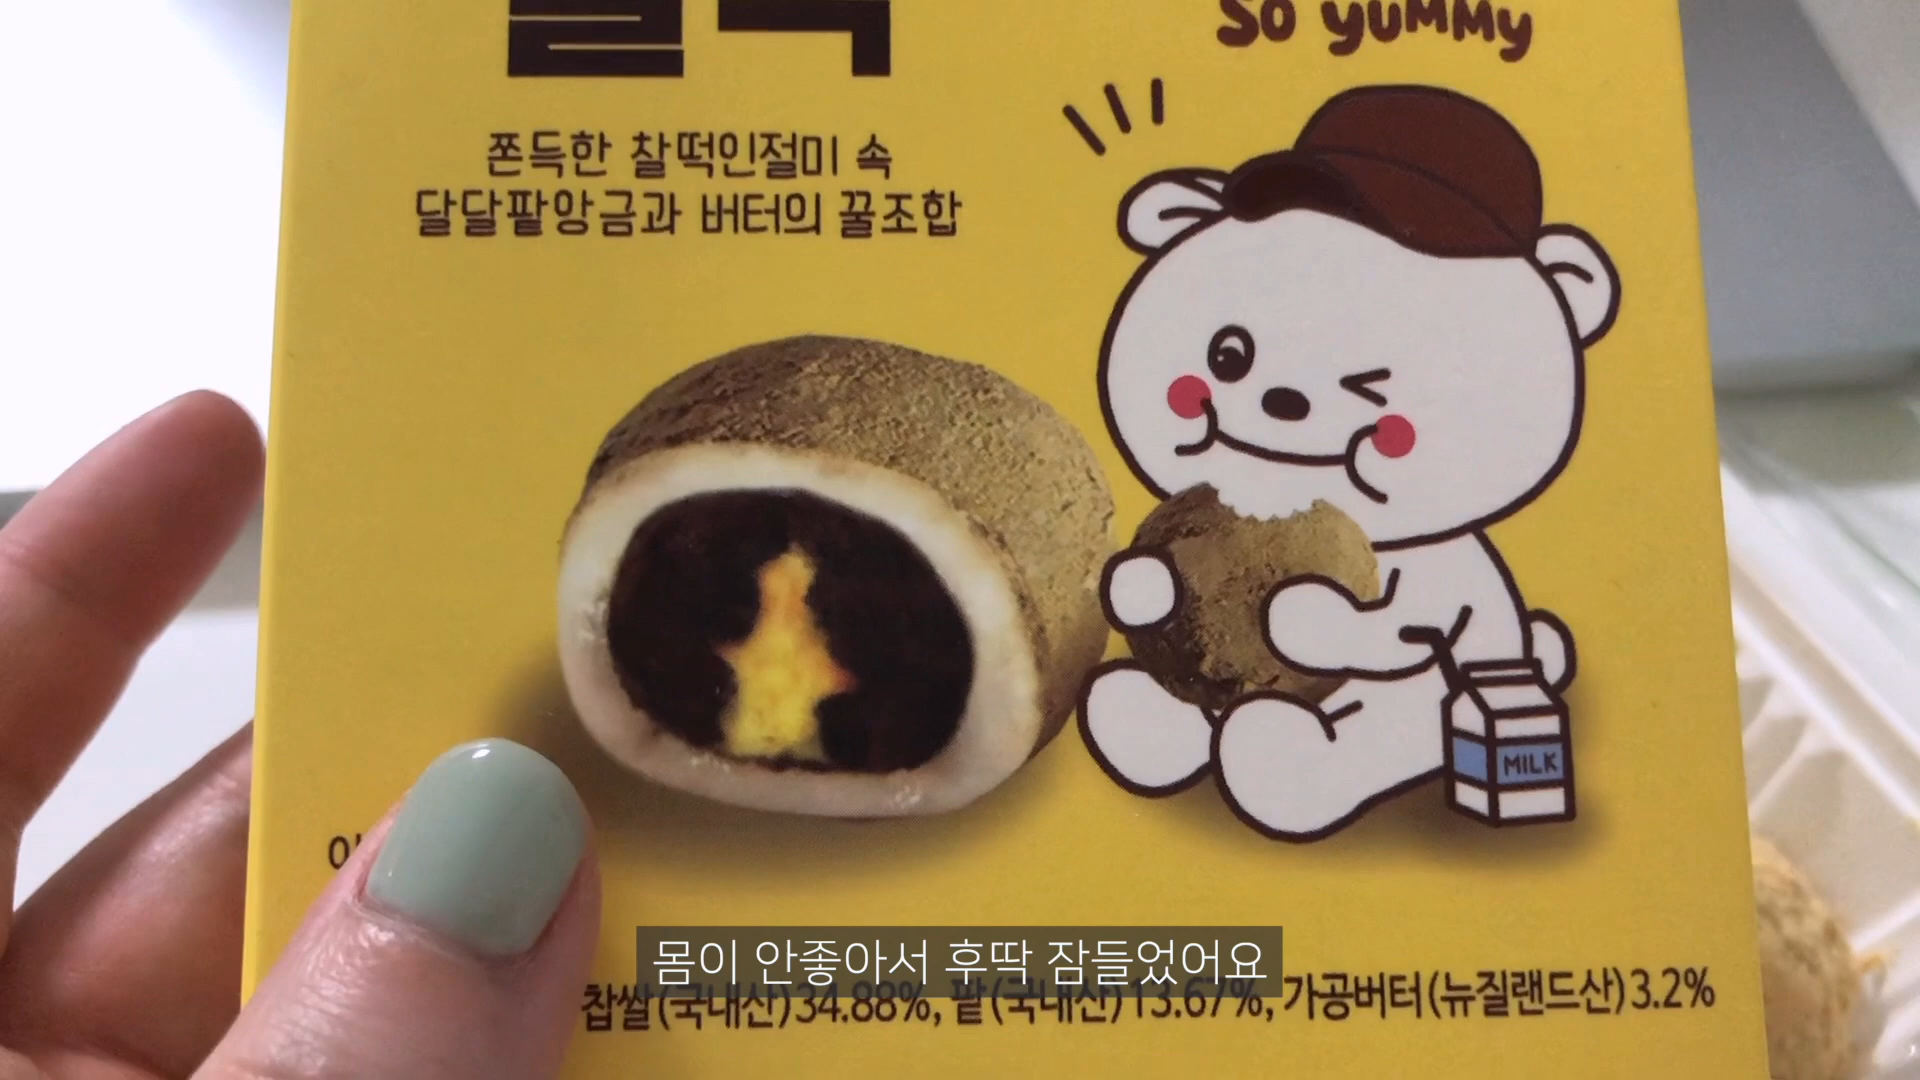 So yuMMy
쫀득한 찰떡인절미 속
달달팥앙금과 버터의 꿀조합
MILK
몸이 안좋아서 후딱 잠들었어요
찹쌀(국내산)34.88%, 팥(국내산)13.67%, 가공버터(뉴질랜드산)3.2%